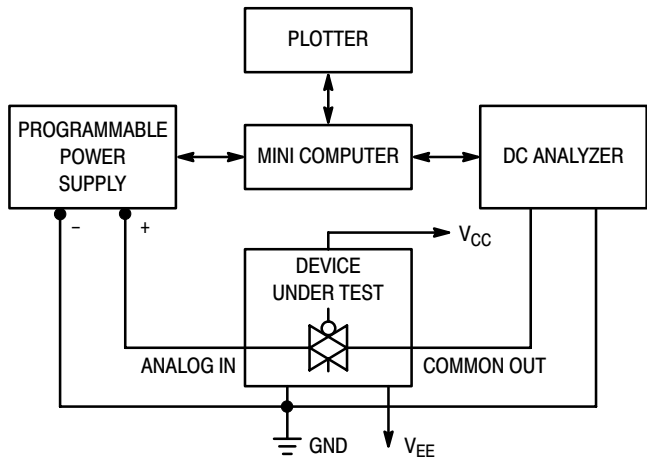 PLOTTER
PROGRAMMABLE
POWER
SUPPLY
MINI COMPUTER
DC ANALYZER
– +
VCC
DEVICE
UNDER TEST
ANALOG IN
COMMON OUT
GND
VEE